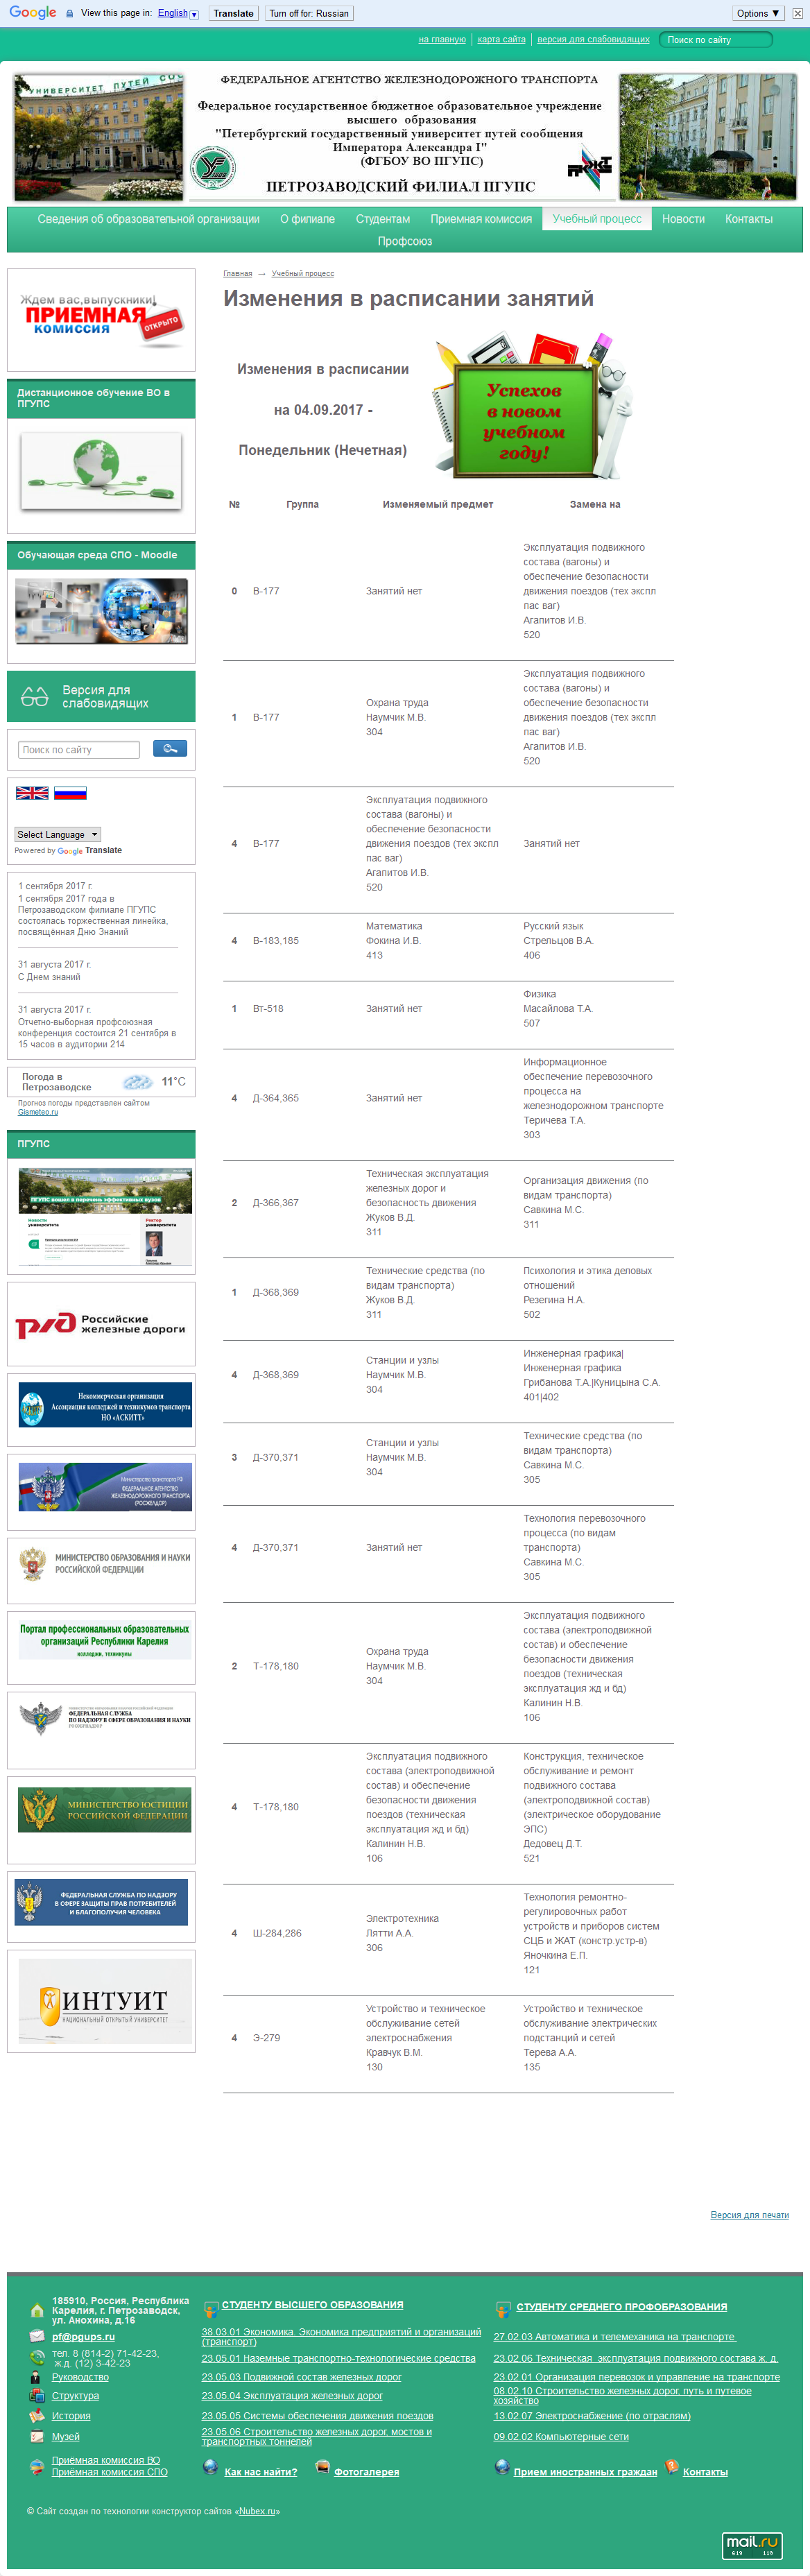 Google View this page in: English Translate Turn off for: Russian Options ▼
на главную карта сайта версия для слабовидящих Поиск по сайту
ФЕДЕРАЛЬНОЕ АГЕНТСТВО ЖЕЛЕЗНОДОРОЖНОГО ТРАНСПОРТА
Федеральное государственное бюджетное образовательное учреждение
высшего образования
"Петербургский государственный университет путей сообщения
Императора Александра I"
(ФГБОУ ВО ПГУПС)
ПЕТРОЗАВОДСКИЙ ФИЛИАЛ ПГУПС
Сведения об образовательной организации О филиале Студентам Приемная комиссия Учебный процесс Новости Контакты
Профсоюз
Ждем вас,выпускники!
ПРИЕМНАЯ
КОМИССИЯ
ОТКРЫТО
Дистанционное обучение ВО в
ПГУПС
Обучающая среда СПО - Moodle
Версия для
слабовидящих
Поиск по сайту
Select Language
Powered by Google Translate
1 сентября 2017 г.
1 сентября 2017 года в
Петрозаводском филиале ПГУПС
состоялась торжественная линейка,
посвящённая Дню Знаний
31 августа 2017 г.
С Днем знаний
31 августа 2017 г.
Отчетно-выборная профсоюзная
конференция состоится 21 сентября в
15 часов в аудитории 214
Погода в
Петрозаводске
11°C
Прогноз погоды представлен сайтом
Gismeteo.ru
ПГУПС
ПГУПС вошел в перечень эффективных вузов
Новости
университета
Ректор
университета
Российские
железные дороги
Некоммерческая организация
Ассоциация колледжей и техникумов транспорта
НО «АСКИТТ»
Министерство транспорта РФ
ФЕДЕРАЛЬНОЕ АГЕНТСТВО
ЖЕЛЕЗНОДОРОЖНОГО ТРАНСПОРТА
(РОСЖЕЛДОР)
МИНИСТЕРСТВО ОБРАЗОВАНИЯ И НАУКИ
РОССИЙСКОЙ ФЕДЕРАЦИИ
Портал профессиональных образовательных
организаций Республики Карелия
колледжи, техникумы
ФЕДЕРАЛЬНАЯ СЛУЖБА
ПО НАДЗОРУ В СФЕРЕ ОБРАЗОВАНИЯ И НАУКИ
РОСОБРНАДЗОР
МИНИСТЕРСТВО ЮСТИЦИИ
РОССИЙСКОЙ ФЕДЕРАЦИИ
ФЕДЕРАЛЬНАЯ СЛУЖБА ПО НАДЗОРУ
В СФЕРЕ ЗАЩИТЫ ПРАВ ПОТРЕБИТЕЛЕЙ
И БЛАГОПОЛУЧИЯ ЧЕЛОВЕКА
ИНТУИТ
НАЦИОНАЛЬНЫЙ ОТКРЫТЫЙ УНИВЕРСИТЕТ
Главная → Учебный процесс
Изменения в расписании занятий
Изменения в расписании
на 04.09.2017 -
Понедельник (Нечетная)
Успехов
в новом
учебном
году!
№ Группа Изменяемый предмет Замена на
0 В-177 Занятий нет
Эксплуатация подвижного
состава (вагоны) и
обеспечение безопасности
движения поездов (тех экспл
пас ваг)
Агапитов И.В.
520
1 В-177
Охрана труда
Наумчик М.В.
304
Эксплуатация подвижного
состава (вагоны) и
обеспечение безопасности
движения поездов (тех экспл
пас ваг)
Агапитов И.В.
520
4 В-177
Эксплуатация подвижного
состава (вагоны) и
обеспечение безопасности
движения поездов (тех экспл
пас ваг)
Агапитов И.В.
520
Занятий нет
4 В-183,185
Математика
Фокина И.В.
413
Русский язык
Стрельцов В.А.
406
1 Вт-518 Занятий нет
Физика
Масайлова Т.А.
507
4 Д-364,365 Занятий нет
Информационное
обеспечение перевозочного
процесса на
железнодорожном транспорте
Теричева Т.А.
303
2 Д-366,367
Техническая эксплуатация
железных дорог и
безопасность движения
Жуков В.Д.
311
Организация движения (по
видам транспорта)
Савкина М.С.
311
1 Д-368,369
Технические средства (по
видам транспорта)
Жуков В.Д.
311
Психология и этика деловых
отношений
Резегина Н.А.
502
4 Д-368,369
Станции и узлы
Наумчик М.В.
304
Инженерная графика|
Инженерная графика
Грибанова Т.А.|Куницына С.А.
401|402
3 Д-370,371
Станции и узлы
Наумчик М.В.
304
Технические средства (по
видам транспорта)
Савкина М.С.
305
4 Д-370,371 Занятий нет
Технология перевозочного
процесса (по видам
транспорта)
Савкина М.С.
305
2 Т-178,180
Охрана труда
Наумчик М.В.
304
Эксплуатация подвижного
состава (электроподвижной
состав) и обеспечение
безопасности движения
поездов (техническая
эксплуатация жд и бд)
Калинин Н.В.
106
4 Т-178,180
Эксплуатация подвижного
состава (электроподвижной
состав) и обеспечение
безопасности движения
поездов (техническая
эксплуатация жд и бд)
Калинин Н.В.
106
Конструкция, техническое
обслуживание и ремонт
подвижного состава
(электроподвижной состав)
(электрическое оборудование
ЭПС)
Дедовец Д.Т.
521
4 Ш-284,286
Электротехника
Лятти А.А.
306
Технология ремонтно-
регулировочных работ
устройств и приборов систем
СЦБ и ЖАТ (констр.устр-в)
Яночкина Е.П.
121
4 Э-279
Устройство и техническое
обслуживание сетей
электроснабжения
Кравчук В.М.
130
Устройство и техническое
обслуживание электрических
подстанций и сетей
Терева А.А.
135
Версия для печати
185910, Россия, Республика
Карелия, г. Петрозаводск,
ул. Анохина, д.16
pf@pgups.ru
тел. 8 (814-2) 71-42-23,
ж.д. (12) 3-42-23
Руководство
Структура
История
Музей
Приёмная комиссия ВО
Приёмная комиссия СПО
СТУДЕНТУ ВЫСШЕГО ОБРАЗОВАНИЯ
38.03.01 Экономика. Экономика предприятий и организаций
(транспорт)
23.05.01 Наземные транспортно-технологические средства
23.05.03 Подвижной состав железных дорог
23.05.04 Эксплуатация железных дорог
23.05.05 Системы обеспечения движения поездов
23.05.06 Строительство железных дорог, мостов и
транспортных тоннелей
Как нас найти? Фотогалерея
СТУДЕНТУ СРЕДНЕГО ПРОФОБРАЗОВАНИЯ
27.02.03 Автоматика и телемеханика на транспорте
23.02.06 Техническая эксплуатация подвижного состава ж. д.
23.02.01 Организация перевозок и управление на транспорте
08.02.10 Строительство железных дорог, путь и путевое
хозяйство
13.02.07 Электроснабжение (по отраслям)
09.02.02 Компьютерные сети
Прием иностранных граждан Контакты
© Сайт создан по технологии конструктор сайтов «Nubex.ru»
mail.ru
619 119